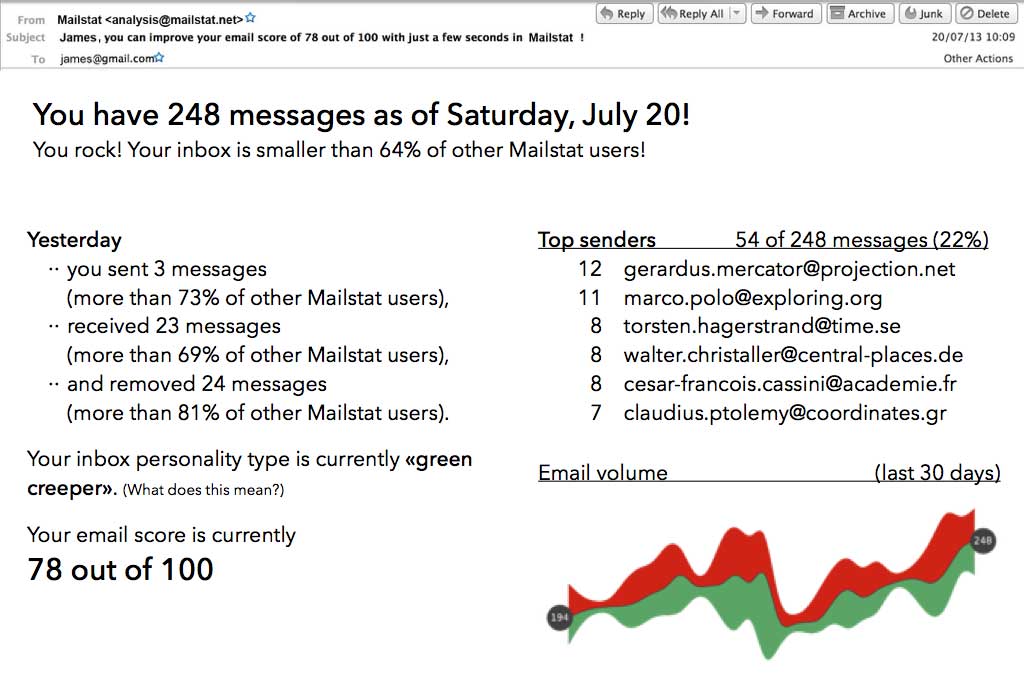 From Mailstat <analysis@mailstat.net> Reply Reply All Forward Archive Junk Delete
Subject James, you can improve your email score of 78 out of 100 with just a few seconds in Mailstat ! 20/07/13 10:09
To james@gmail.com Other Actions
You have 248 messages as of Saturday, July 20!
You rock! Your inbox is smaller than 64% of other Mailstat users!
Yesterday
·· you sent 3 messages
(more than 73% of other Mailstat users),
·· received 23 messages
(more than 69% of other Mailstat users),
·· and removed 24 messages
(more than 81% of other Mailstat users).
Your inbox personality type is currently «green
creeper». (What does this mean?)
Your email score is currently
78 out of 100
Top senders 54 of 248 messages (22%)
12 gerardus.mercator@projection.net
11 marco.polo@exploring.org
8 torsten.hagerstrand@time.se
8 walter.christaller@central-places.de
8 cesar-francois.cassini@academie.fr
7 claudius.ptolemy@coordinates.gr
Email volume (last 30 days)
248
194